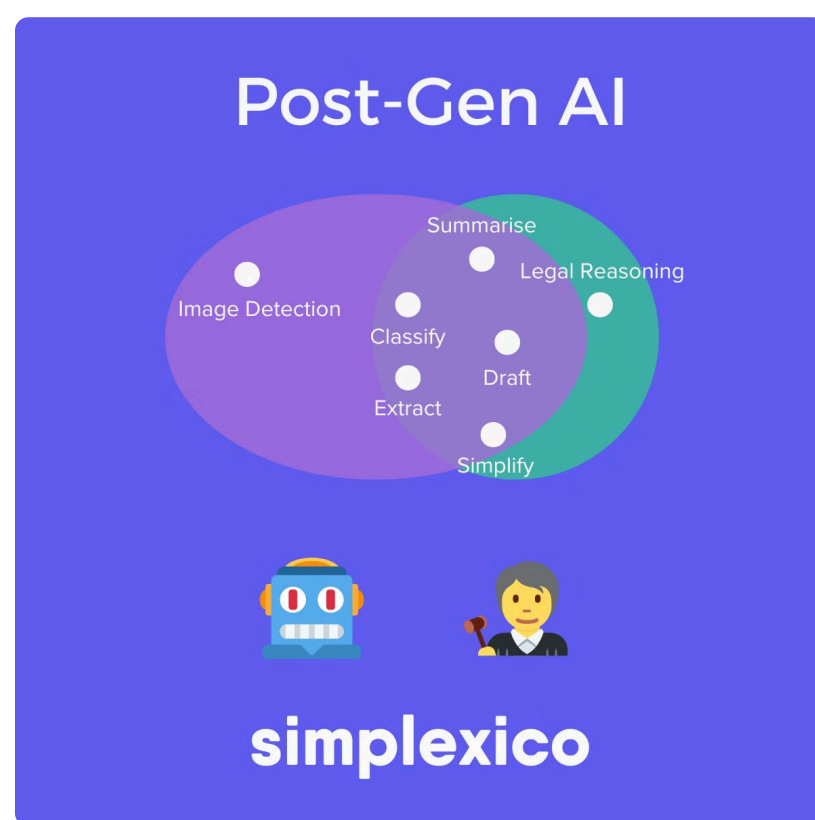 Post-Gen AI
Summarise
Legal Reasoning
Image Detection
Classify
Draft
Extract
Simplify
simplexico